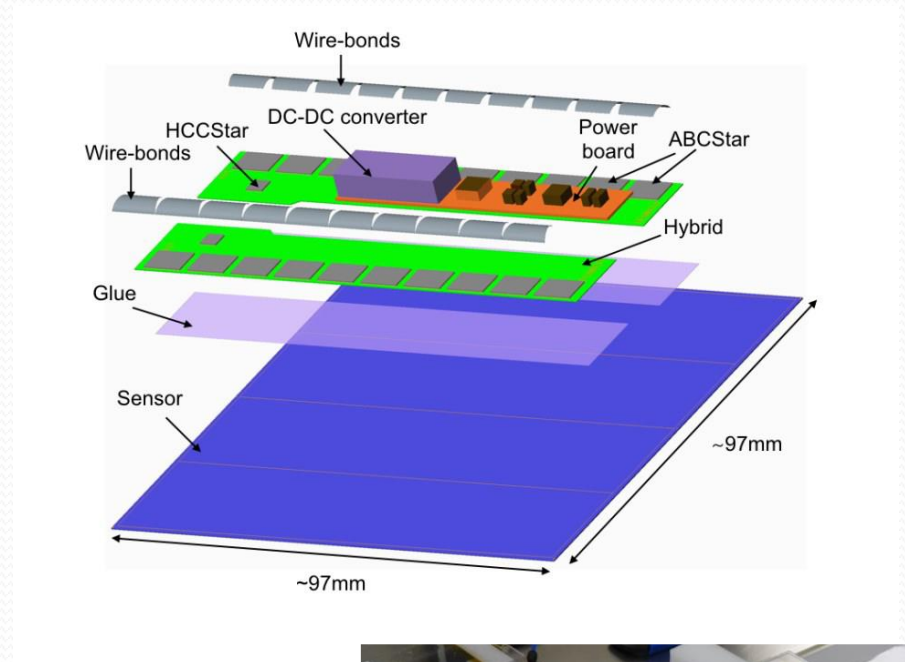 Wire-bonds
DC-DC converter
HCCStar
Power
board
ABCStar
Wire-bonds
Hybrid
Glue
Sensor
~97mm
~97mm